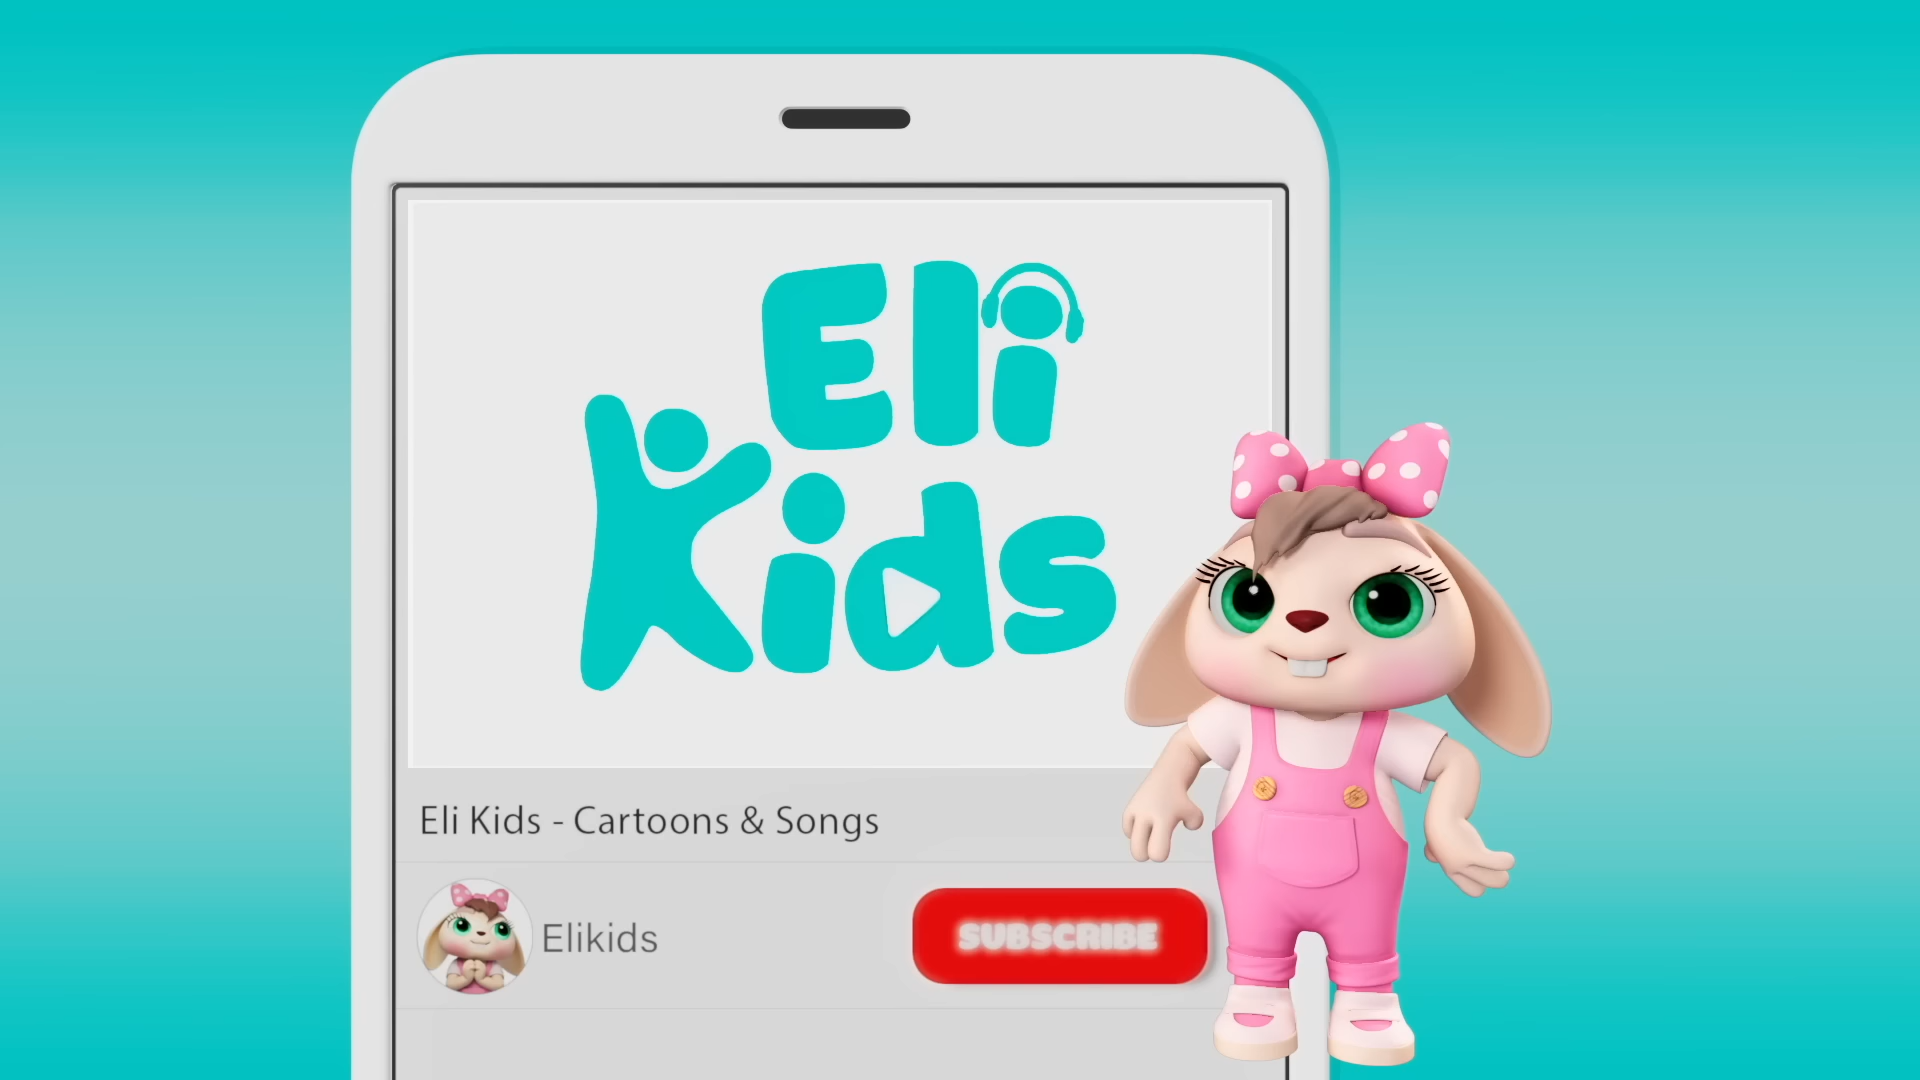 Eli
Kids
Eli Kids - Cartoons & Songs
Elikids
SUBSCRIBE